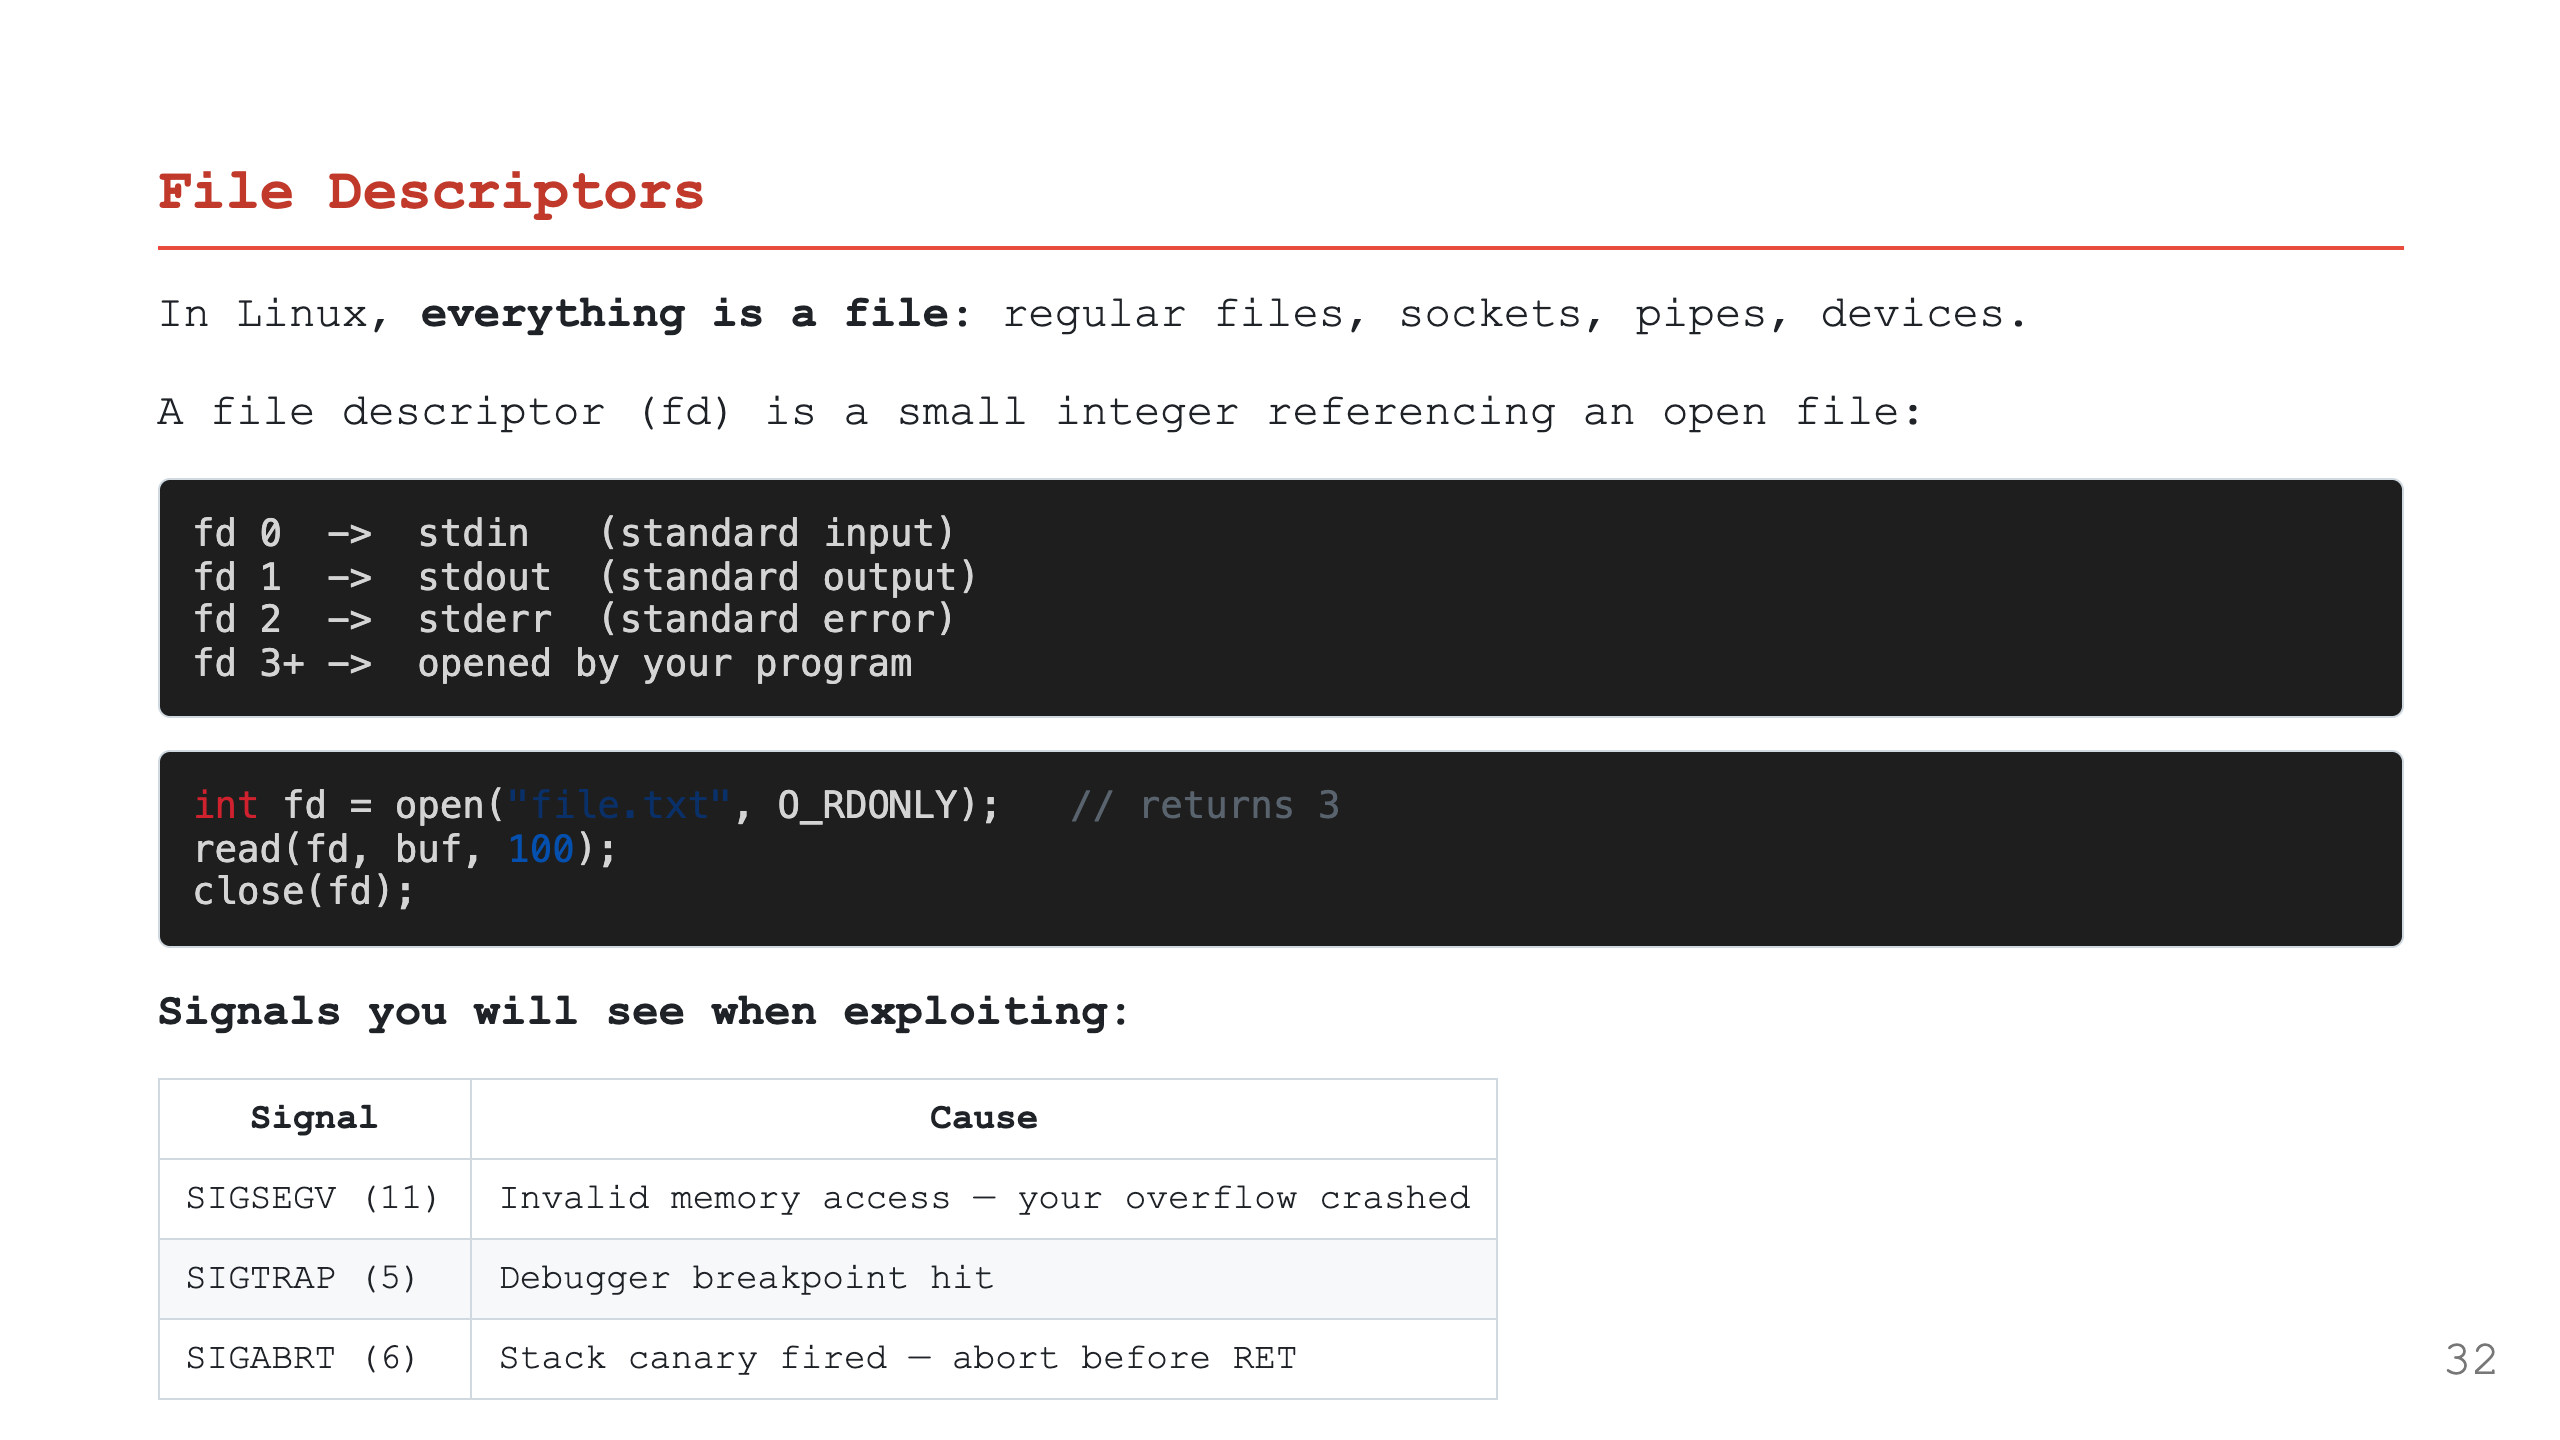 File Descriptors
In Linux, everything is a file: regular files, sockets, pipes, devices.
A file descriptor (fd) is a small integer referencing an open file:
fd 0  ->  stdin   (standard input)
fd 1  ->  stdout  (standard output)
fd 2  ->  stderr  (standard error)
fd 3+ ->  opened by your program
int fd = open("file.txt", O_RDONLY);   // returns 3
read(fd, buf, 100);
close(fd);
Signals you will see when exploiting:
Signal Cause
SIGSEGV (11) Invalid memory access — your overflow crashed
SIGTRAP (5) Debugger breakpoint hit
SIGABRT (6) Stack canary fired — abort before RET
32